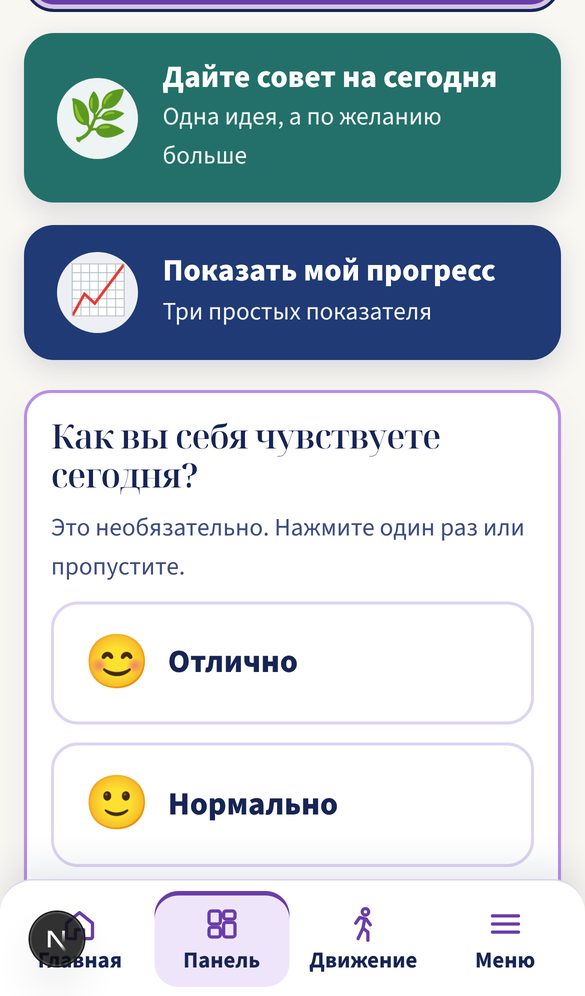 Дайте совет на сегодня
Одна идея, а по желанию
больше
Показать мой прогресс
Три простых показателя
Как вы себя чувствуете
сегодня?
Это необязательно. Нажмите один раз или
пропустите.
Отлично
Нормально
N
Главная
Панель
Движение
Меню